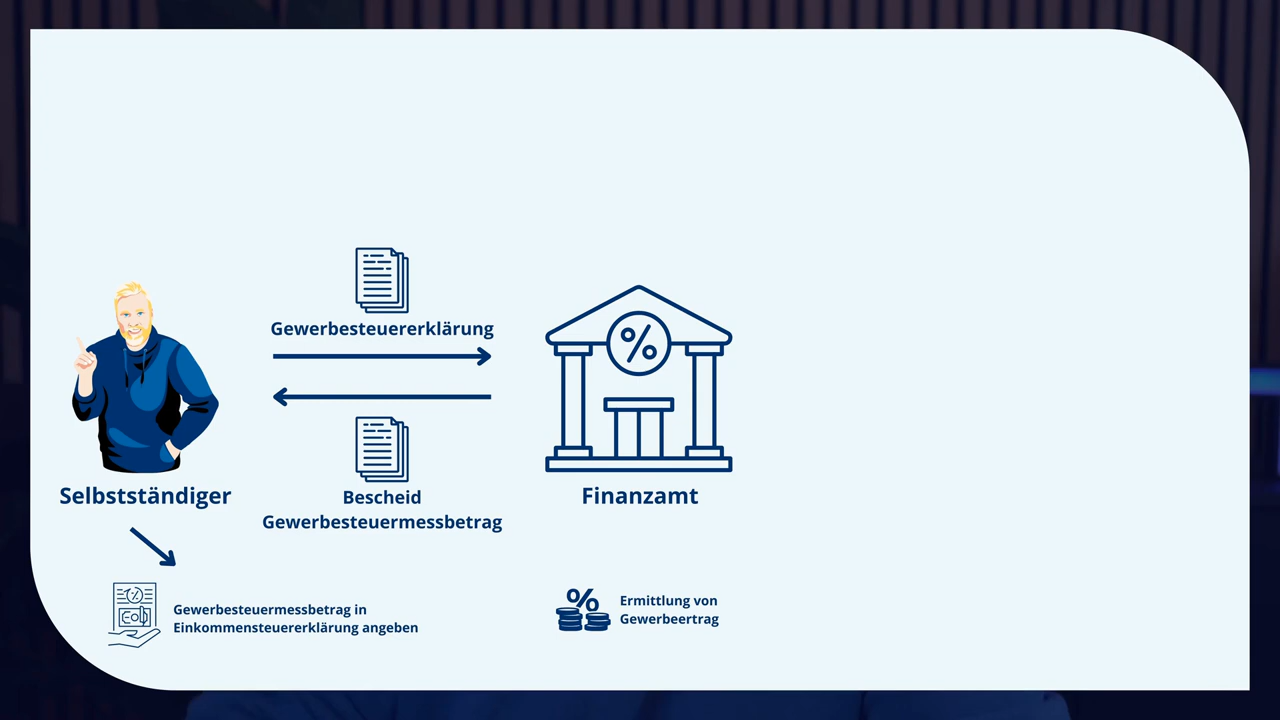 Gewerbesteuererklärung
%
Selbstständiger
Bescheid
Gewerbesteuermessbetrag
Finanzamt
Gewerbesteuermessbetrag in
Einkommensteuererklärung angeben
%
Ermittlung von
Gewerbeertrag